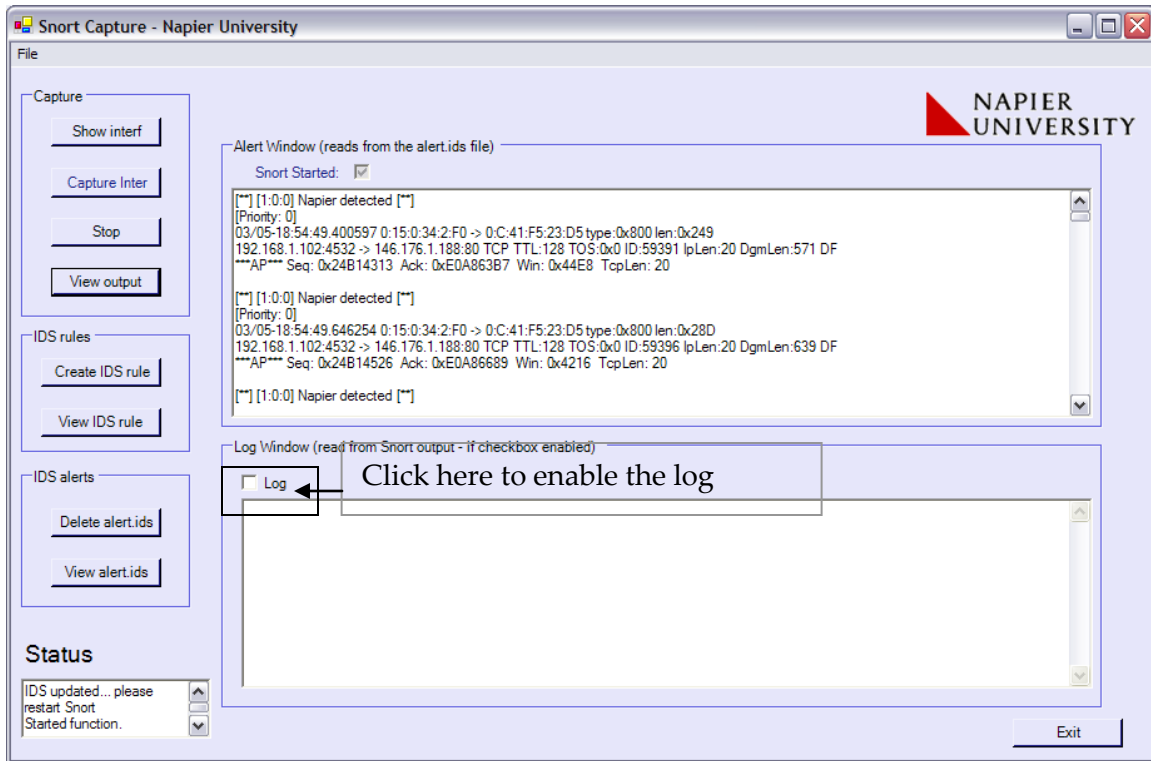 Snort Capture - Napier University
File
Capture
Show interf
Capture Inter
Stop
View output
IDS rules
Create IDS rule
View IDS rule
IDS alerts
Delete alert.ids
View alert.ids
Status
IDS updated... please
restart Snort
Started function.
NAPIER
UNIVERSITY
Alert Window (reads from the alert.ids file)
Snort Started:
[**] [1:0:0] Napier detected [**]
[Priority: 0]
03/05-18:54:49.400597 0:15:0:34:2:F0 -> 0:C:41:F5:23:D5 type:0x800 len:0x249
192.168.1.102:4532 -> 146.176.1.188:80 TCP TTL:128 TOS:0x0 ID:59391 IpLen:20 DgmLen:571 DF
***AP*** Seq: 0x24B14313  Ack: 0xE0A863B7  Win: 0x44E8  TcpLen: 20
[**] [1:0:0] Napier detected [**]
[Priority: 0]
03/05-18:54:49.646254 0:15:0:34:2:F0 -> 0:C:41:F5:23:D5 type:0x800 len:0x28D
192.168.1.102:4532 -> 146.176.1.188:80 TCP TTL:128 TOS:0x0 ID:59396 IpLen:20 DgmLen:639 DF
***AP*** Seq: 0x24B14526  Ack: 0xE0A86689  Win: 0x4216  TcpLen: 20
[**] [1:0:0] Napier detected [**]
Log Window (read from Snort output - if checkbox enabled)
Log
Click here to enable the log
Exit